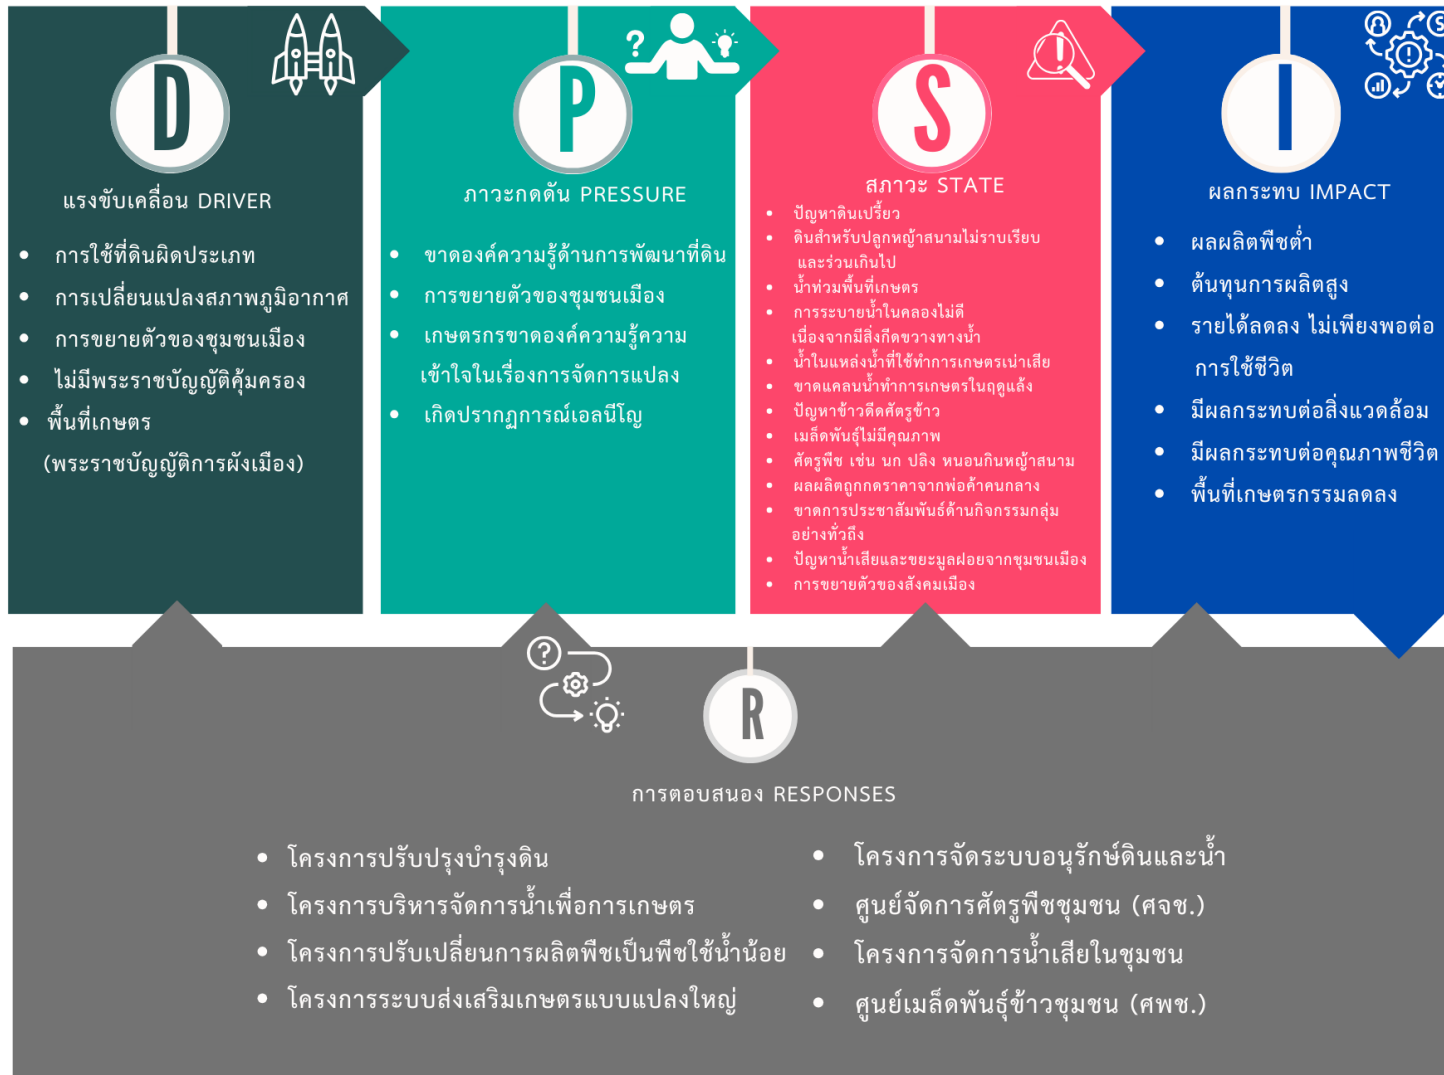 D
แรงขับเคลื่อน DRIVER
• การใช้ที่ดินผิดประเภท
• การเปลี่ยนแปลงสภาพภูมิอากาศ
• การขยายตัวของชุมชนเมือง
• ไม่มีพระราชบัญญัติคุ้มครอง
• พื้นที่เกษตร
(พระราชบัญญัติการผังเมือง)
?
P
ภาวะกดดัน PRESSURE
• ขาดองค์ความรู้ด้านการพัฒนาที่ดิน
• การขยายตัวของชุมชนเมือง
• เกษตรกรขาดองค์ความรู้ความ
เข้าใจในเรื่องการจัดการแปลง
• เกิดปรากฏการณ์เอลนีโญ
S
สภาวะ STATE
• ปัญหาดินเปรี้ยว
• ดินสำหรับปลูกหญ้าสนามไม่ราบเรียบ
และร่วนเกินไป
• น้ำท่วมพื้นที่เกษตร
• การระบายน้ำในคลองไม่ดี
เนื่องจากมีสิ่งกีดขวางทางน้ำ
• น้ำในแหล่งน้ำที่ใช้ทำการเกษตรเน่าเสีย
• ขาดแคลนน้ำทำการเกษตรในฤดูแล้ง
• ปัญหาข้าวดีดศัตรูข้าว
• เมล็ดพันธุ์ไม่มีคุณภาพ
• ศัตรูพืช เช่น นก ปลิง หนอนกินหญ้าสนาม
• ผลผลิตถูกกดราคาจากพ่อค้าคนกลาง
• ขาดการประชาสัมพันธ์ด้านกิจกรรมกลุ่ม
อย่างทั่วถึง
• ปัญหาน้ำเสียและขยะมูลฝอยจากชุมชนเมือง
• การขยายตัวของสังคมเมือง
I
ผลกระทบ IMPACT
• ผลผลิตพืชต่ำ
• ต้นทุนการผลิตสูง
• รายได้ลดลง ไม่เพียงพอต่อ
การใช้ชีวิต
• มีผลกระทบต่อสิ่งแวดล้อม
• มีผลกระทบต่อคุณภาพชีวิต
• พื้นที่เกษตรกรรมลดลง
?
R
การตอบสนอง RESPONSES
• โครงการปรับปรุงบำรุงดิน
• โครงการบริหารจัดการน้ำเพื่อการเกษตร
• โครงการปรับเปลี่ยนการผลิตพืชเป็นพืชใช้น้ำน้อย
• โครงการระบบส่งเสริมเกษตรแบบแปลงใหญ่
• โครงการจัดระบบอนุรักษ์ดินและน้ำ
• ศูนย์จัดการศัตรูพืชชุมชน (ศจช.)
• โครงการจัดการน้ำเสียในชุมชน
• ศูนย์เมล็ดพันธุ์ข้าวชุมชน (ศพช.)